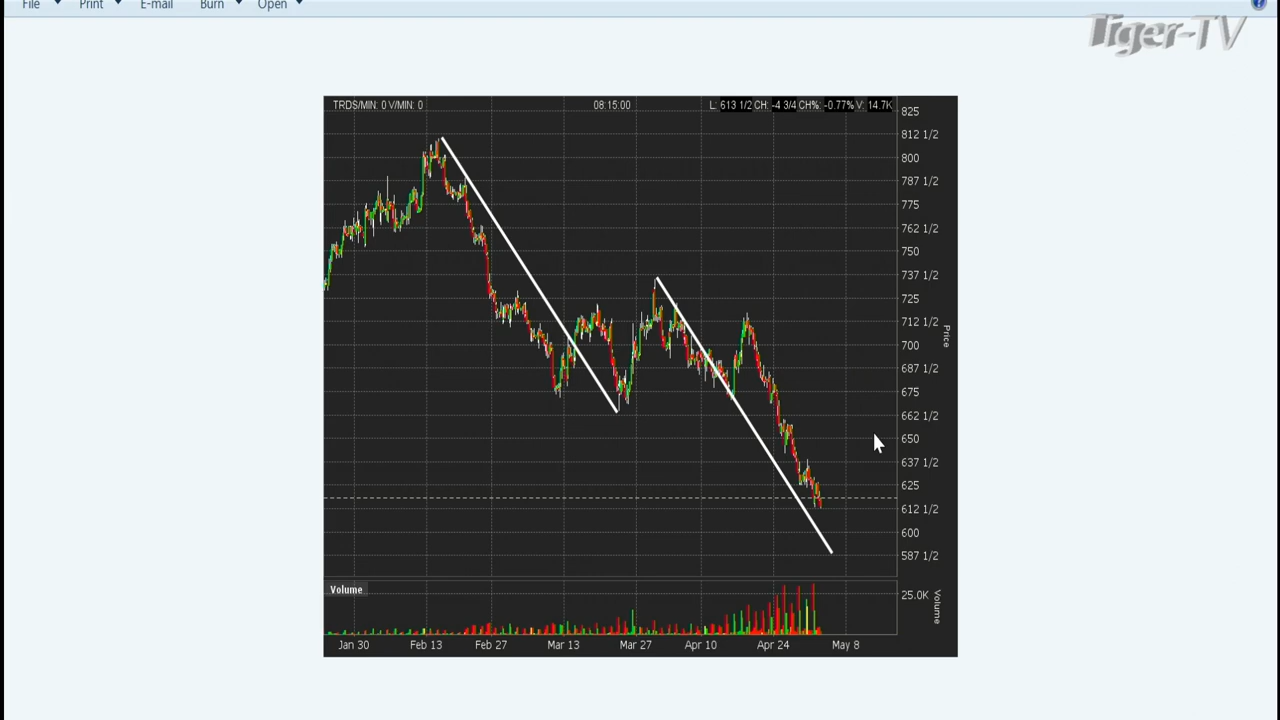 File Print E-mail Burn Open
Tiger-TV
TRDS/MIN: 0 V/MIN: 0 08:15:00 L: 613 1/2 CH: -4 3/4 CH%: -0.77% V: 14.7K
825
812 1/2
800
787 1/2
775
762 1/2
750
737 1/2
725
712 1/2
700
687 1/2
675
662 1/2
650
637 1/2
625
612 1/2
600
587 1/2
Price
Volume
25.0K
Volume
Jan 30 Feb 13 Feb 27 Mar 13 Mar 27 Apr 10 Apr 24 May 8